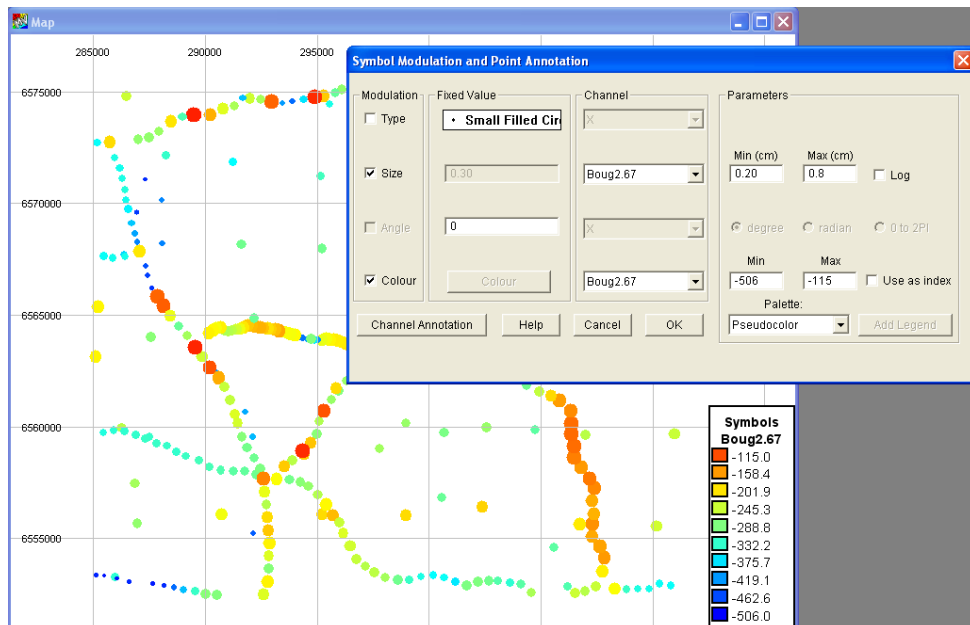 Map
285000 290000 295000
6575000
6570000
6565000
6560000
6555000
Symbol Modulation and Point Annotation
Modulation Fixed Value Channel Parameters
Type • Small Filled Cir X
Min (cm) Max (cm)
Size 0.30 Boug2.67 0.20 0.8 Log
Angle 0 X degree radian 0 to 2PI
Min Max
Colour Colour Boug2.67 -506 -115 Use as index
Palette:
Channel Annotation Help Cancel OK Pseudocolor Add Legend
Symbols
Boug2.67
-115.0
-158.4
-201.9
-245.3
-288.8
-332.2
-375.7
-419.1
-462.6
-506.0